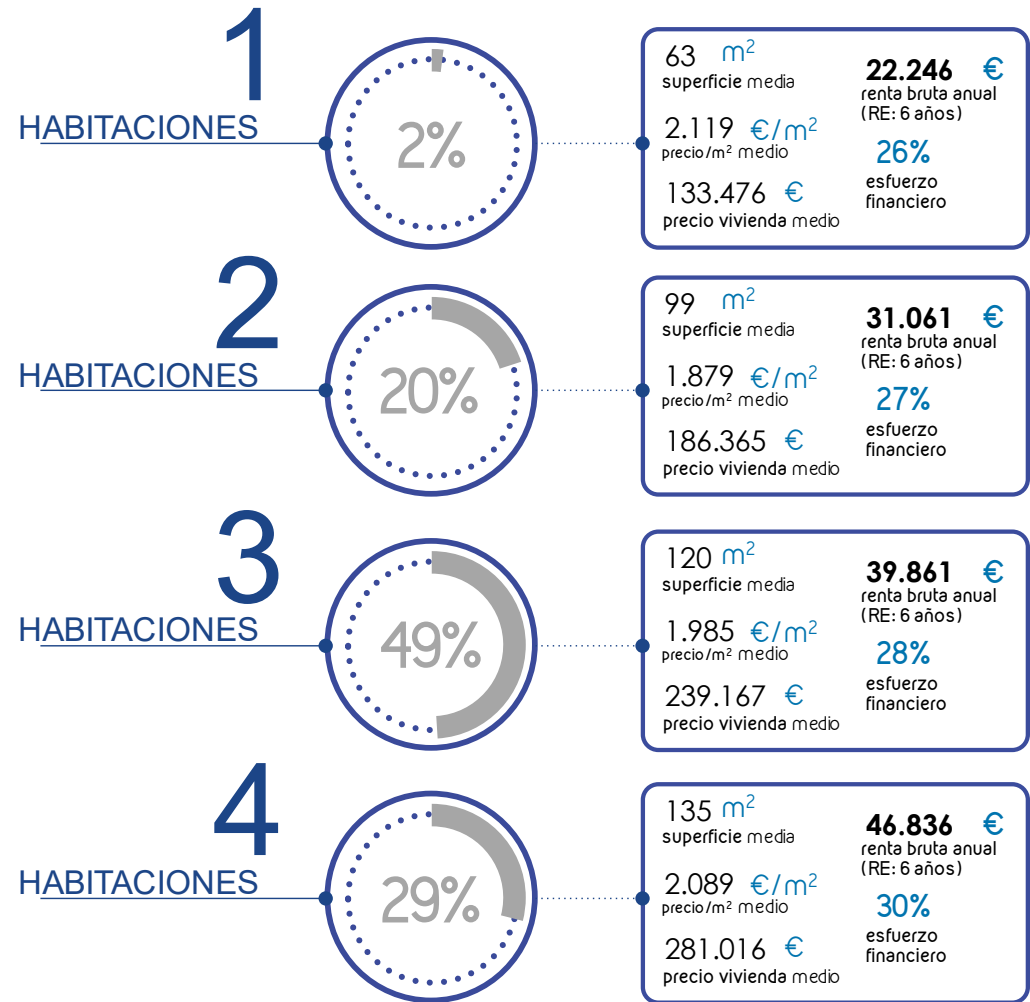 1
HABITACIONES
2%
63 m²
superficie media
2.119 €/m²
precio/m² medio
133.476 €
precio vivienda medio
22.246 €
renta bruta anual
(RE: 6 años)
26%
esfuerzo
financiero
2
HABITACIONES
20%
99 m²
superficie media
1.879 €/m²
precio/m² medio
186.365 €
precio vivienda medio
31.061 €
renta bruta anual
(RE: 6 años)
27%
esfuerzo
financiero
3
HABITACIONES
49%
120 m²
superficie media
1.985 €/m²
precio/m² medio
239.167 €
precio vivienda medio
39.861 €
renta bruta anual
(RE: 6 años)
28%
esfuerzo
financiero
4
HABITACIONES
29%
135 m²
superficie media
2.089 €/m²
precio/m² medio
281.016 €
precio vivienda medio
46.836 €
renta bruta anual
(RE: 6 años)
30%
esfuerzo
financiero